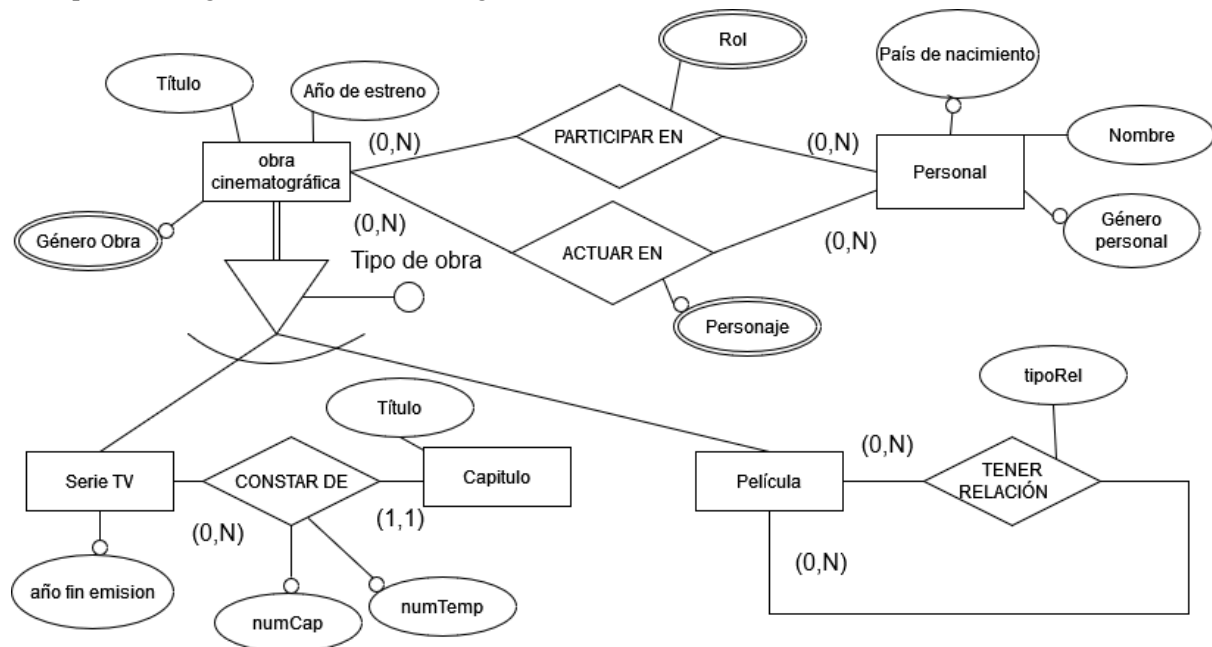 Rol
País de nacimiento
Título
Año de estreno
(0,N)
PARTICIPAR EN
(0,N)
Nombre
obra
cinematográfica
Personal
(0,N)
Género Obra
ACTUAR EN
(0,N)
Género
personal
Tipo de obra
Personaje
tipoRel
Título
(0,N)
Serie TV
CONSTAR DE
Capitulo
Película
TENER
RELACIÓN
(0,N)
(1,1)
(0,N)
año fin emision
numCap
numTemp